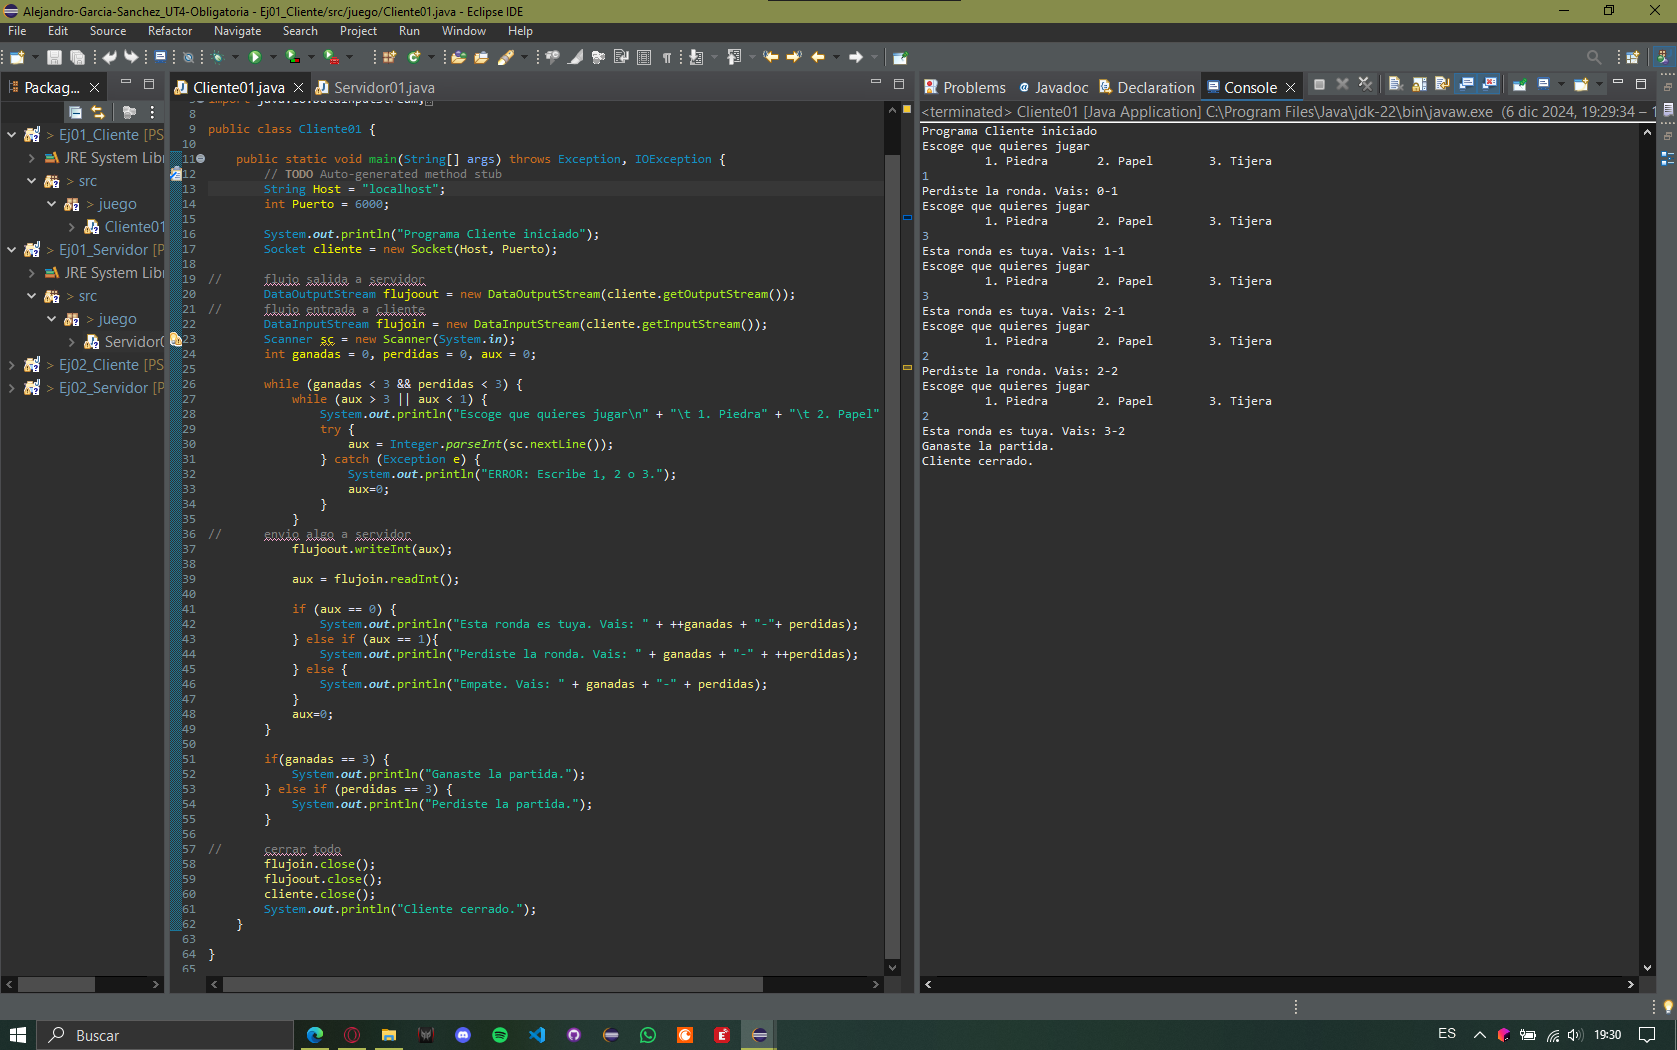 Alejandro-Garcia-Sanchez_UT4-Obligatoria - Ej01_Cliente/src/juego/Cliente01.java - Eclipse IDE
File Edit Source Refactor Navigate Search Project Run Window Help
Packag...
> Ej01_Cliente [PS
JRE System Libr
> src
> juego
Cliente01
> Ej01_Servidor [P
JRE System Libr
> src
> juego
Servidor0
> Ej02_Cliente [PS
> Ej02_Servidor [P
Cliente01.java Servidor01.java
8
9 public class Cliente01 {
10
11 public static void main(String[] args) throws Exception, IOException {
12 // TODO Auto-generated method stub
13 String Host = "localhost";
14 int Puerto = 6000;
15
16 System.out.println("Programa Cliente iniciado");
17 Socket cliente = new Socket(Host, Puerto);
18
19 // flujo salida a servidor
20 DataOutputStream flujoout = new DataOutputStream(cliente.getOutputStream());
21 // flujo entrada a cliente
22 DataInputStream flujoin = new DataInputStream(cliente.getInputStream());
23 Scanner sc = new Scanner(System.in);
24 int ganadas = 0, perdidas = 0, aux = 0;
25
26 while (ganadas < 3 && perdidas < 3) {
27 while (aux > 3 || aux < 1) {
28 System.out.println("Escoge que quieres jugar\n" + "\t 1. Piedra" + "\t 2. Papel"
29 try {
30 aux = Integer.parseInt(sc.nextLine());
31 } catch (Exception e) {
32 System.out.println("ERROR: Escribe 1, 2 o 3.");
33 aux=0;
34 }
35 }
36 // envio algo a servidor
37 flujoout.writeInt(aux);
38
39 aux = flujoin.readInt();
40
41 if (aux == 0) {
42 System.out.println("Esta ronda es tuya. Vais: " + ++ganadas + "-"+ perdidas);
43 } else if (aux == 1){
44 System.out.println("Perdiste la ronda. Vais: " + ganadas + "-" + ++perdidas);
45 } else {
46 System.out.println("Empate. Vais: " + ganadas + "-" + perdidas);
47 }
48 aux=0;
49 }
50
51 if(ganadas == 3) {
52 System.out.println("Ganaste la partida.");
53 } else if (perdidas == 3) {
54 System.out.println("Perdiste la partida.");
55 }
56
57 // cerrar todo
58 flujoin.close();
59 flujoout.close();
60 cliente.close();
61 System.out.println("Cliente cerrado.");
62 }
63
64 }
65
Problems Javadoc Declaration Console
<terminated> Cliente01 [Java Application] C:\Program Files\Java\jdk-22\bin\javaw.exe (6 dic 2024, 19:29:34 – 1
Programa Cliente iniciado
Escoge que quieres jugar
1. Piedra 2. Papel 3. Tijera
1
Perdiste la ronda. Vais: 0-1
Escoge que quieres jugar
1. Piedra 2. Papel 3. Tijera
3
Esta ronda es tuya. Vais: 1-1
Escoge que quieres jugar
1. Piedra 2. Papel 3. Tijera
3
Esta ronda es tuya. Vais: 2-1
Escoge que quieres jugar
1. Piedra 2. Papel 3. Tijera
2
Perdiste la ronda. Vais: 2-2
Escoge que quieres jugar
1. Piedra 2. Papel 3. Tijera
2
Esta ronda es tuya. Vais: 3-2
Ganaste la partida.
Cliente cerrado.
Buscar
ES 19:30